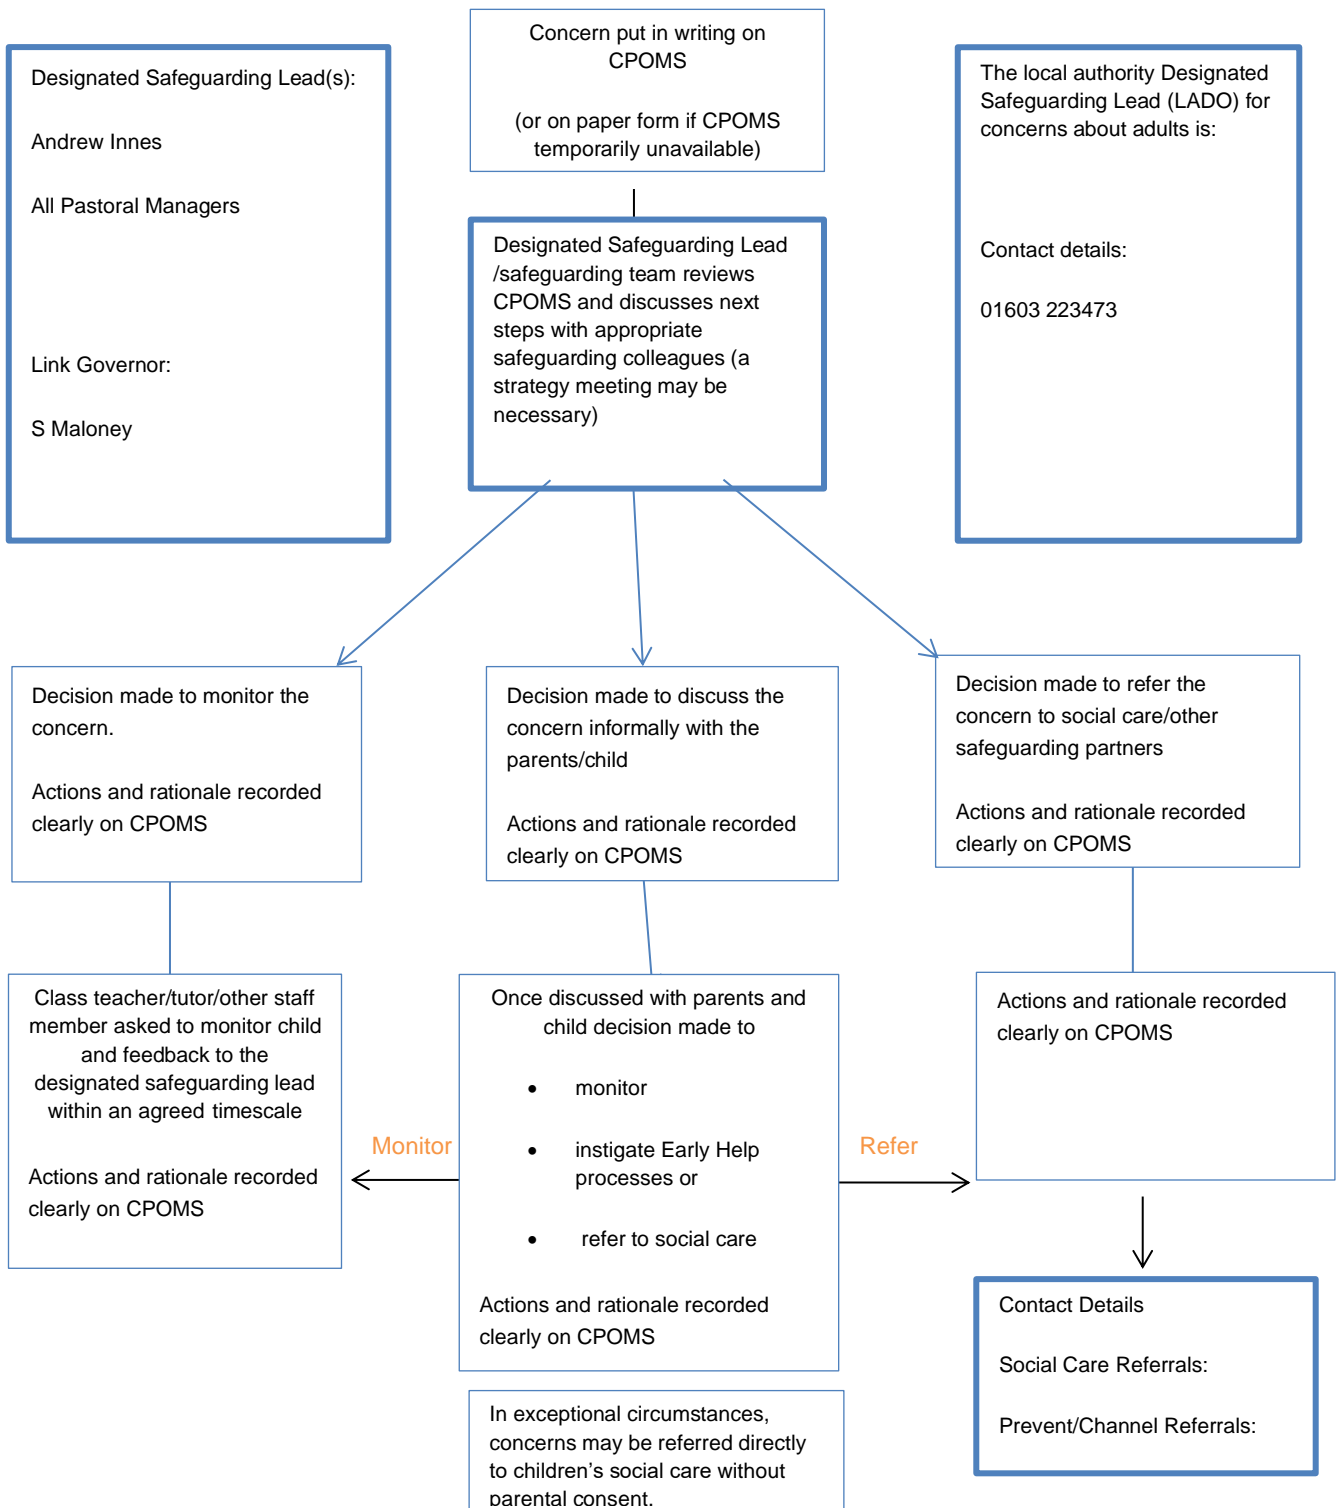 Concern put in writing on
CPOMS
(or on paper form if CPOMS
temporarily unavailable)
Designated Safeguarding Lead(s):
Andrew Innes
All Pastoral Managers
Link Governor:
S Maloney
Designated Safeguarding Lead
/safeguarding team reviews
CPOMS and discusses next
steps with appropriate
safeguarding colleagues (a
strategy meeting may be
necessary)
The local authority Designated
Safeguarding Lead (LADO) for
concerns about adults is:
Contact details:
01603 223473
Decision made to monitor the
concern.
Actions and rationale recorded
clearly on CPOMS
Decision made to discuss the
concern informally with the
parents/child
Actions and rationale recorded
clearly on CPOMS
Decision made to refer the
concern to social care/other
safeguarding partners
Actions and rationale recorded
clearly on CPOMS
Class teacher/tutor/other staff
member asked to monitor child
and feedback to the
designated safeguarding lead
within an agreed timescale
Actions and rationale recorded
clearly on CPOMS
Monitor
Once discussed with parents and
child decision made to
• monitor
• instigate Early Help
processes or
• refer to social care
Actions and rationale recorded
clearly on CPOMS
Refer
Actions and rationale recorded
clearly on CPOMS
Contact Details
Social Care Referrals:
Prevent/Channel Referrals:
In exceptional circumstances,
concerns may be referred directly
to children's social care without
parental consent.